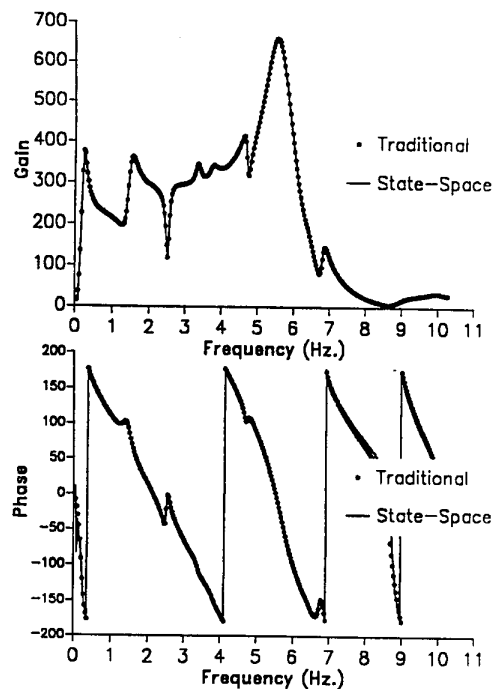 700
600
500
400
300
200
100
0
Gain
Traditional
State-Space
0 1 2 3 4 5 6 7 8 9 10 11
Frequency (Hz.)
200
150
100
50
0
-50
-100
-150
-200
Phase
Traditional
State-Space
0 1 2 3 4 5 6 7 8 9 10 11
Frequency (Hz.)